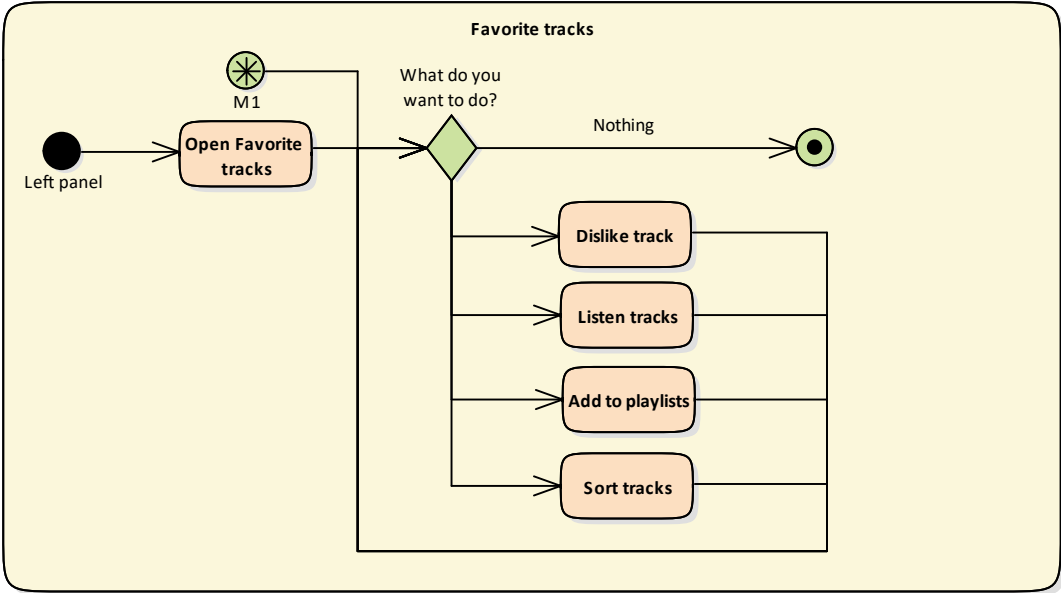 Favorite tracks
What do you
want to do?
M1
Nothing
Open Favorite
tracks
Left panel
Dislike track
Listen tracks
Add to playlists
Sort tracks